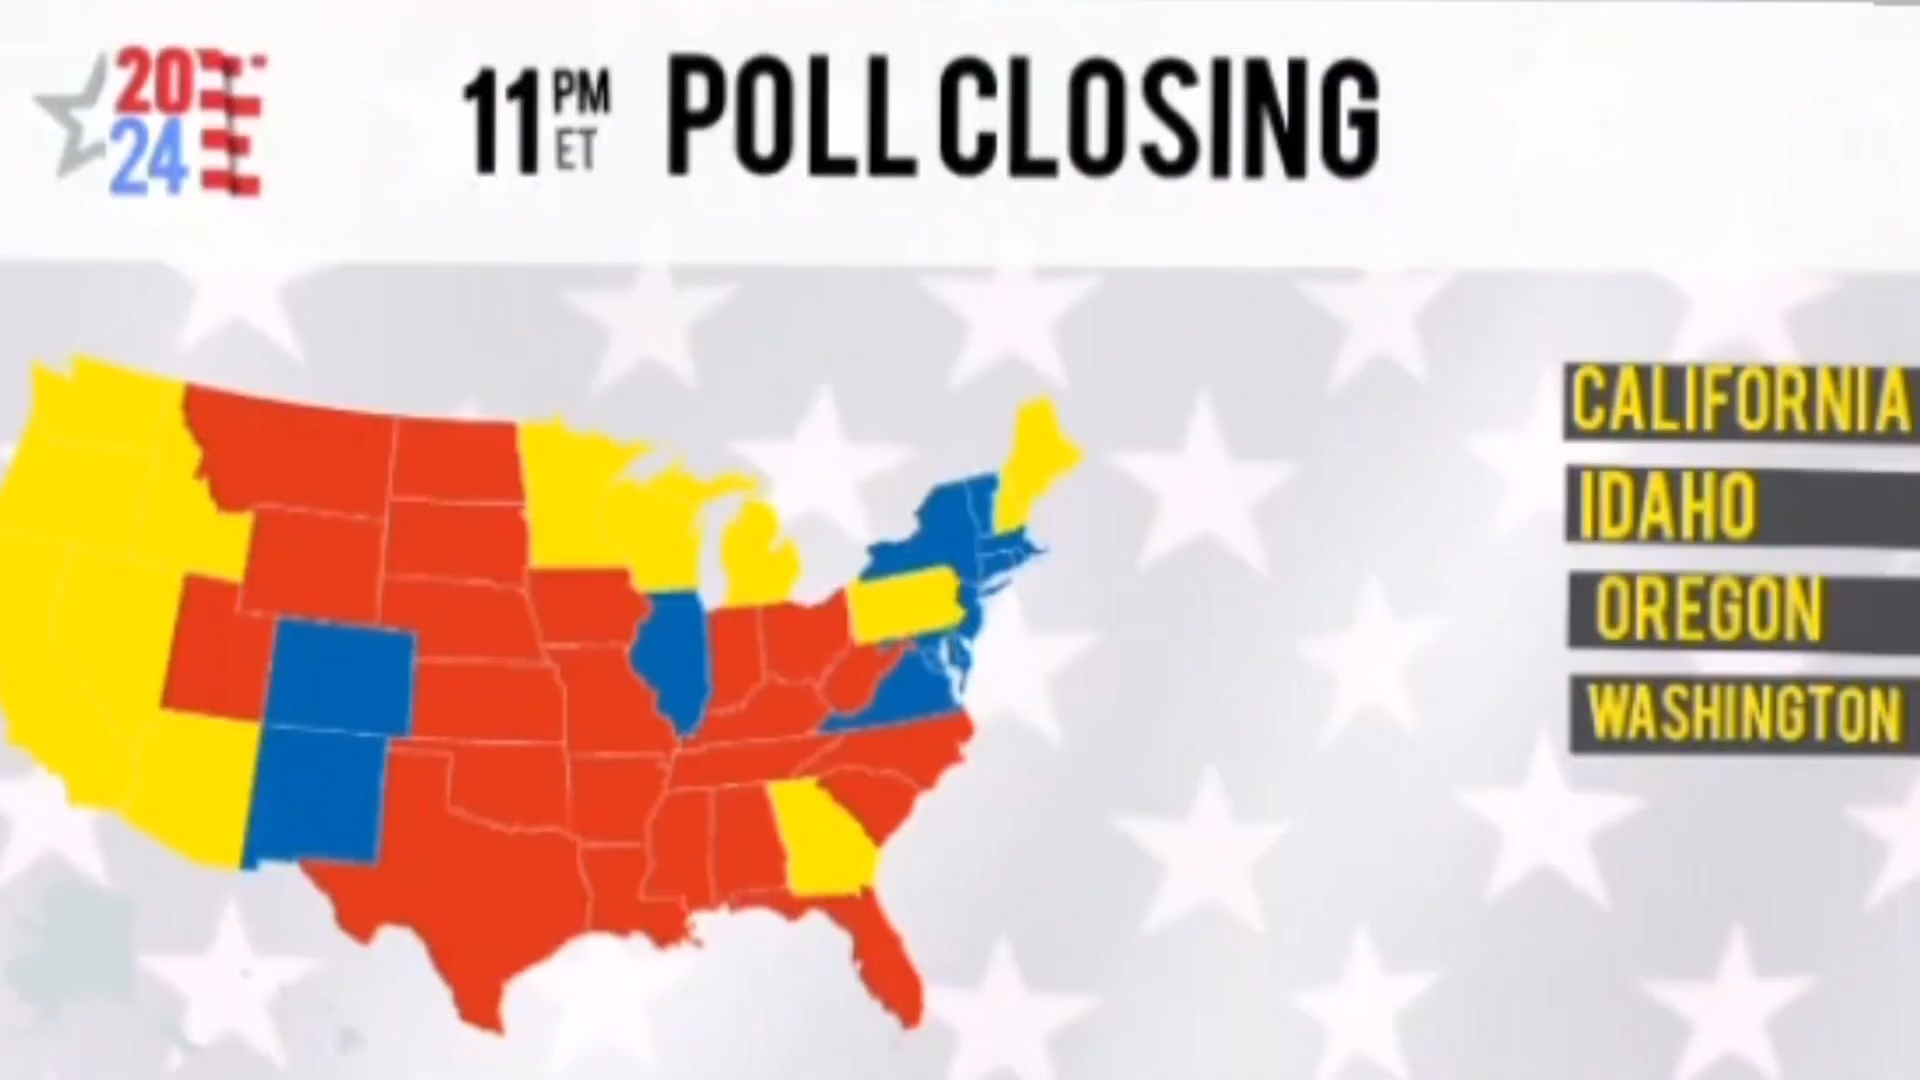 2024
11 PM ET POLL CLOSING
CALIFORNIA
IDAHO
OREGON
WASHINGTON